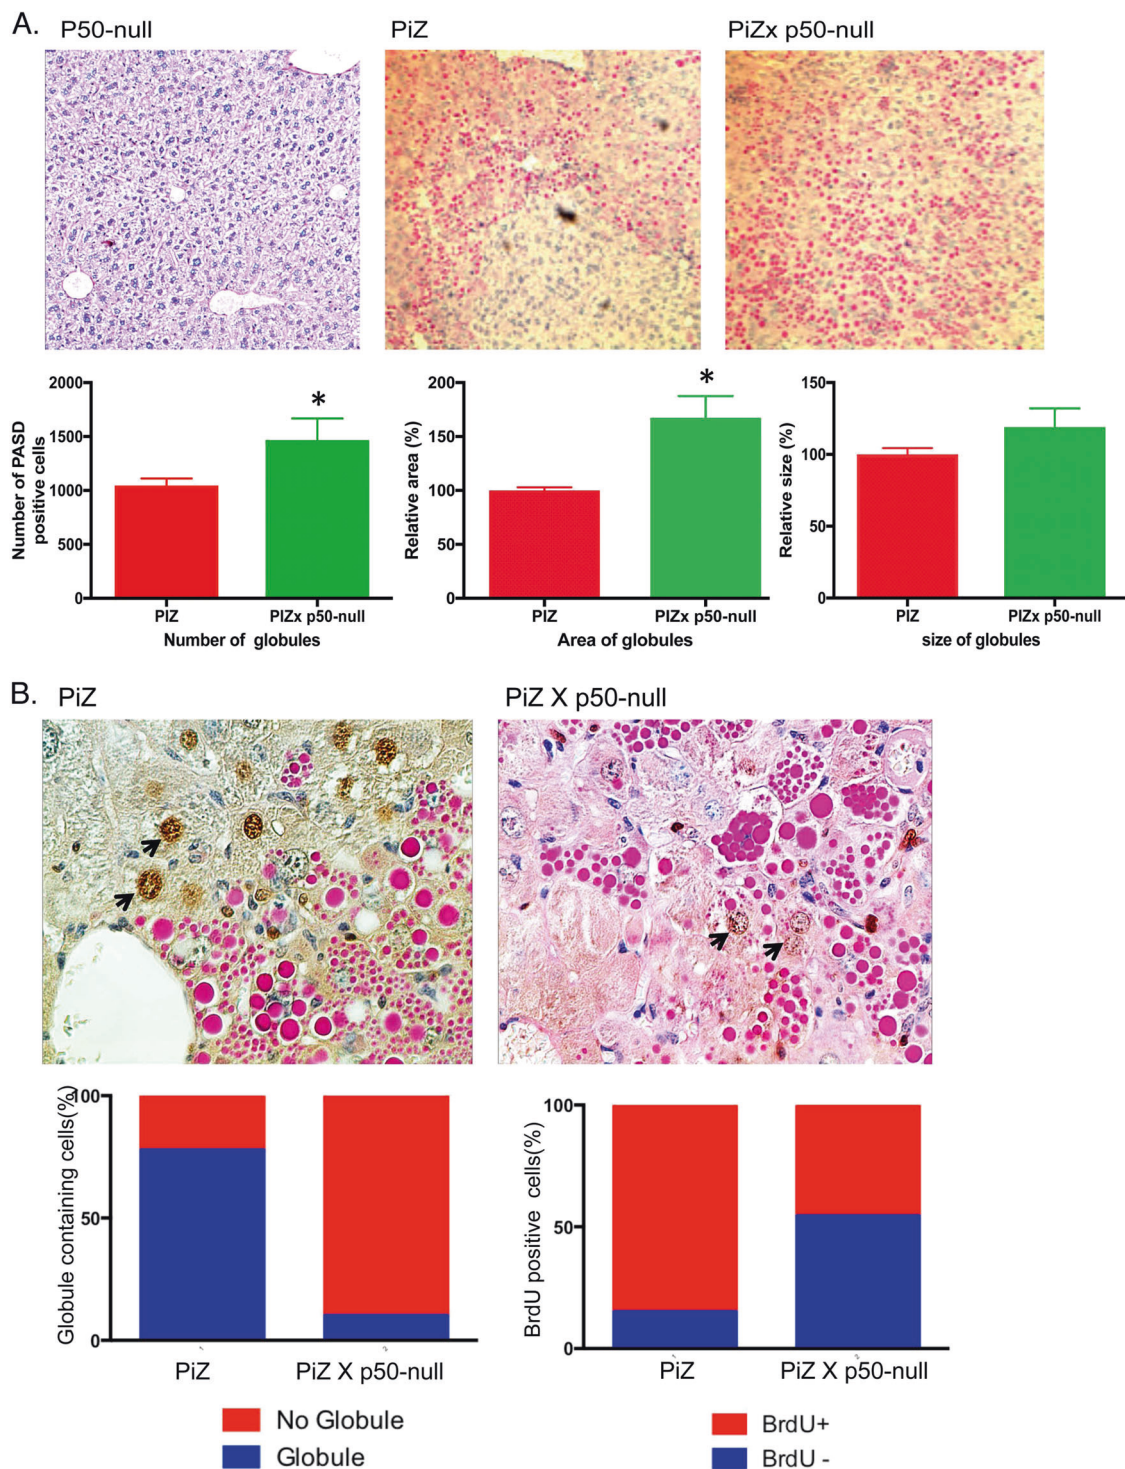 A.
P50-null
PiZ
PiZx p50-null
Number of PASD
positive cells
2000
1500
1000
500
0
*
PIZ
PIZx p50-null
Number of globules
Relative area (%)
200
150
100
50
0
*
PIZ
PIZx p50-null
Area of globules
Relative size (%)
150
100
50
0
PIZ
PIZx p50-null
size of globules
B.
PiZ
PiZ X p50-null
Globule containing cells(%)
100
50
0
1
2
PiZ
PiZ X p50-null
No Globule
Globule
BrdU positive cells(%)
100
50
0
1
2
PiZ
PiZ X p50-null
BrdU+
BrdU -